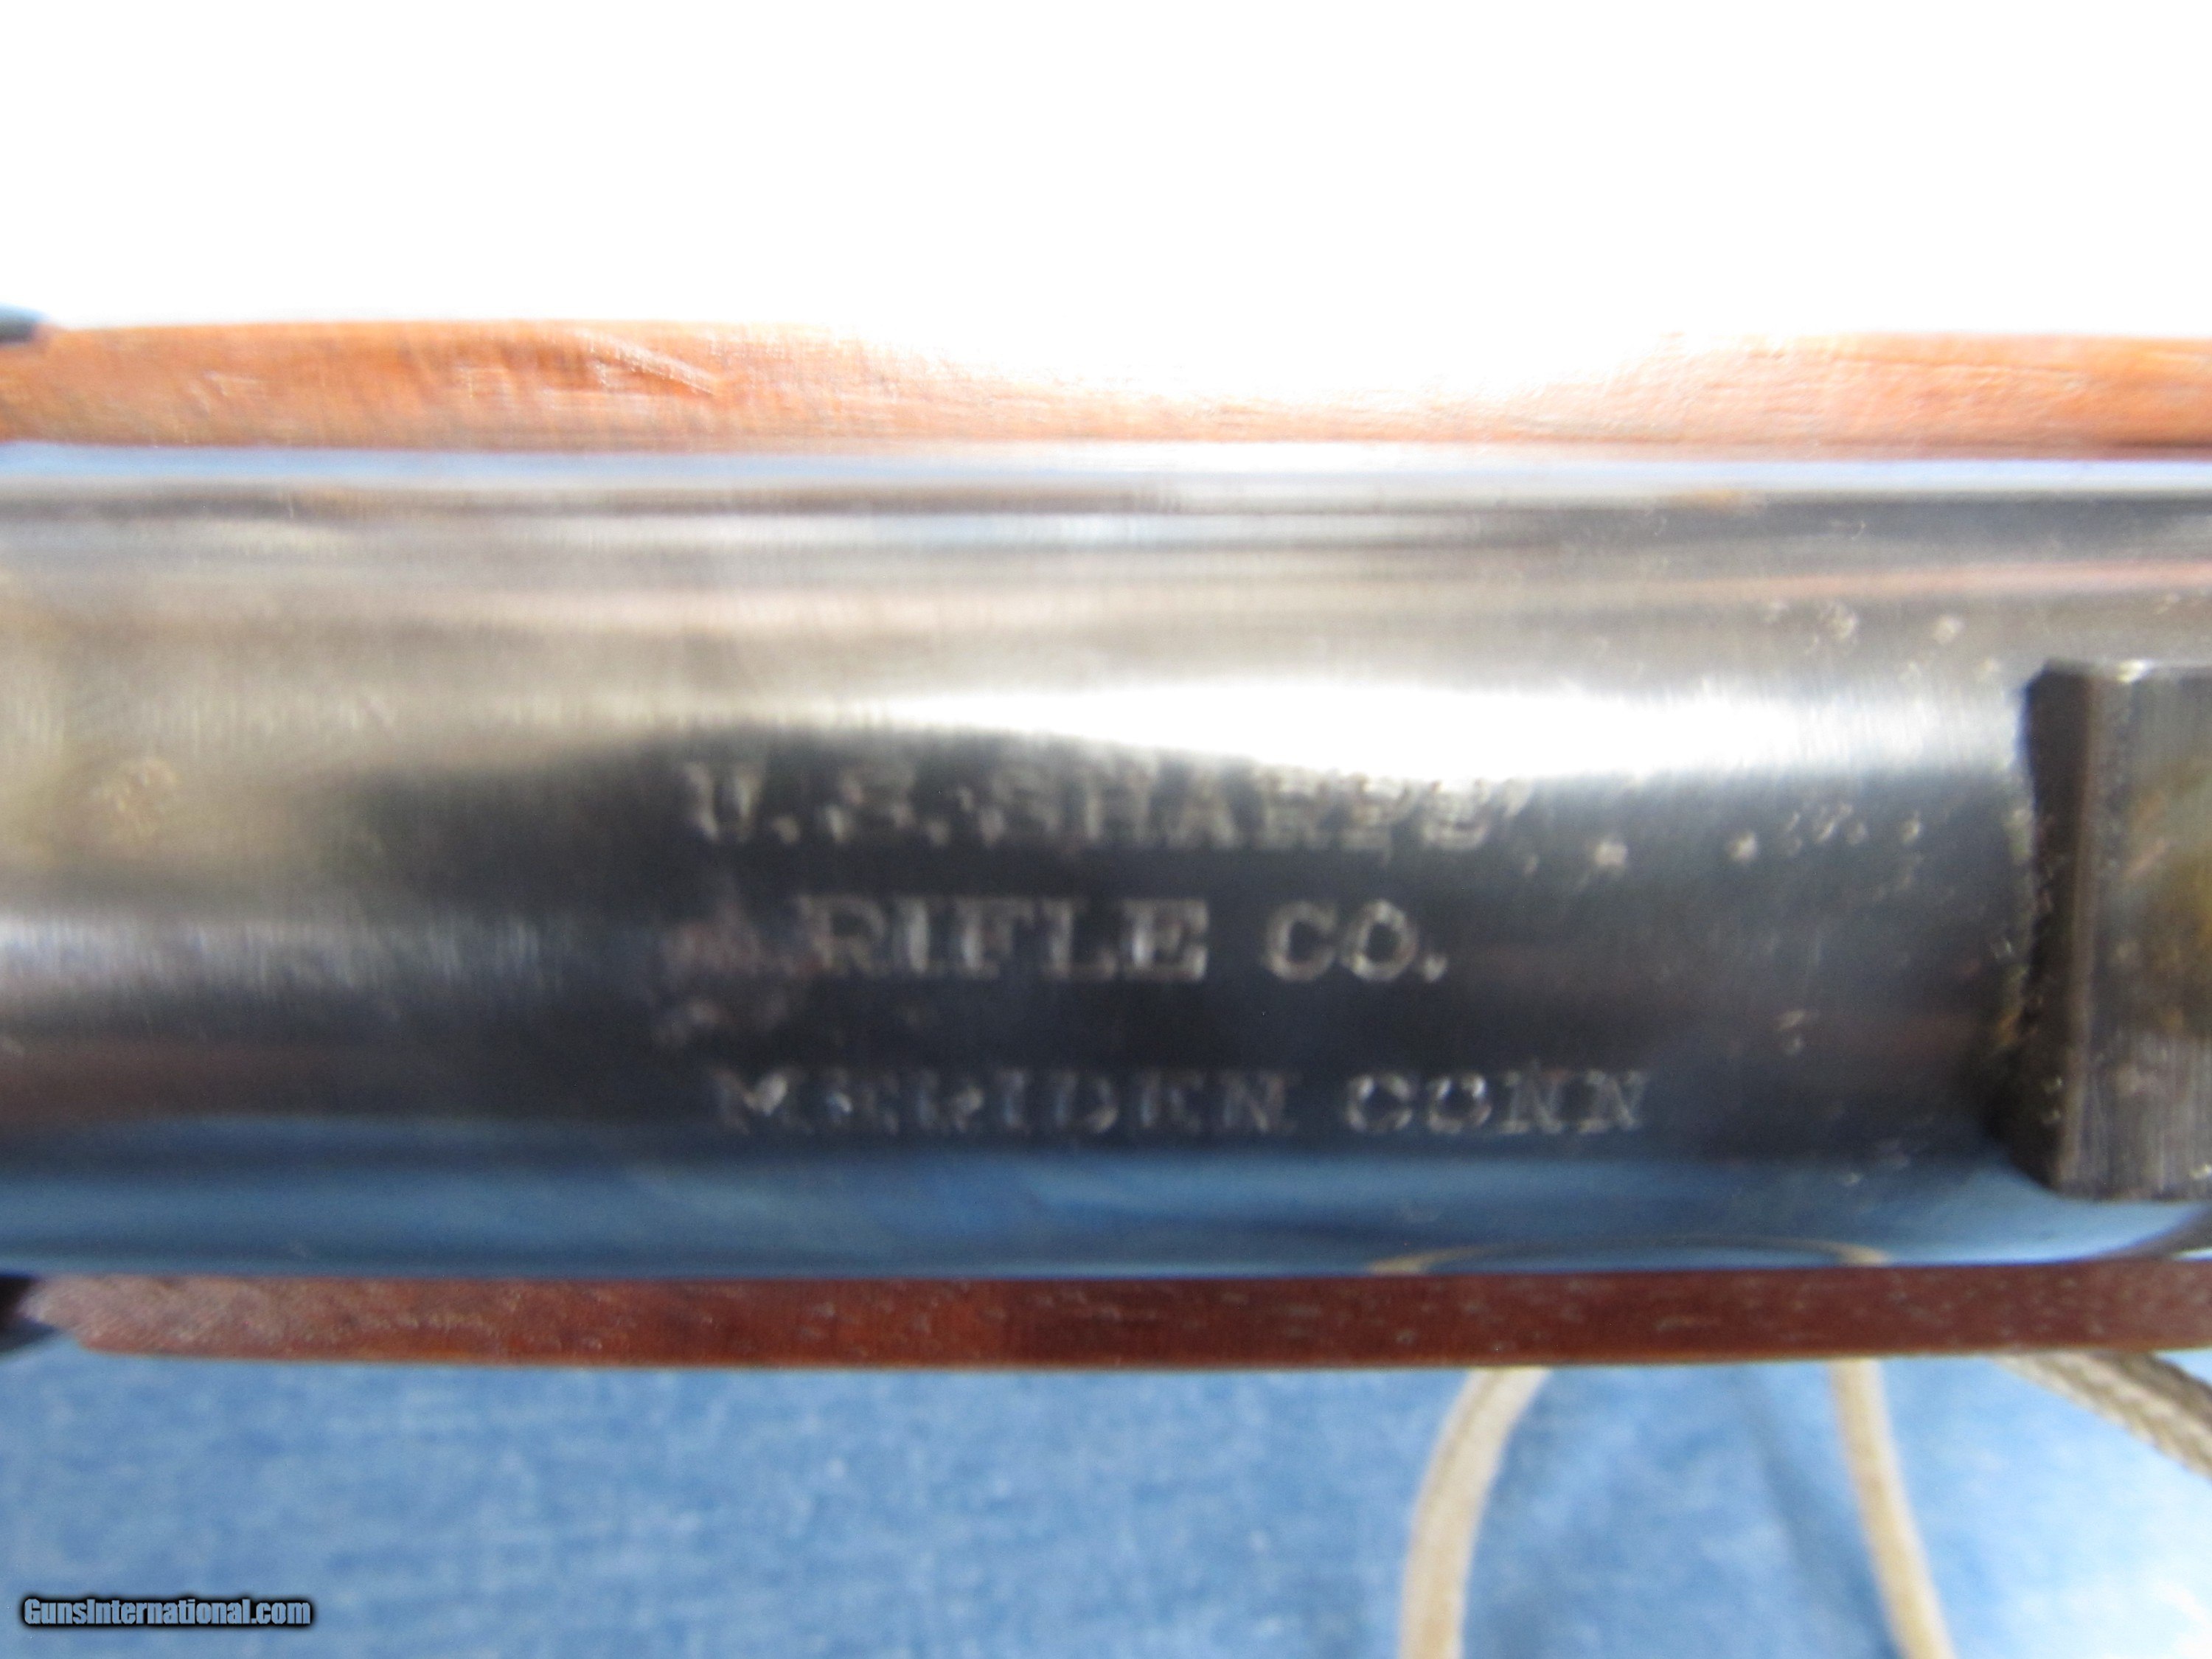 U.S. SHARPS'
RIFLE CO.
MERIDEN CONN
GunsInternational.com